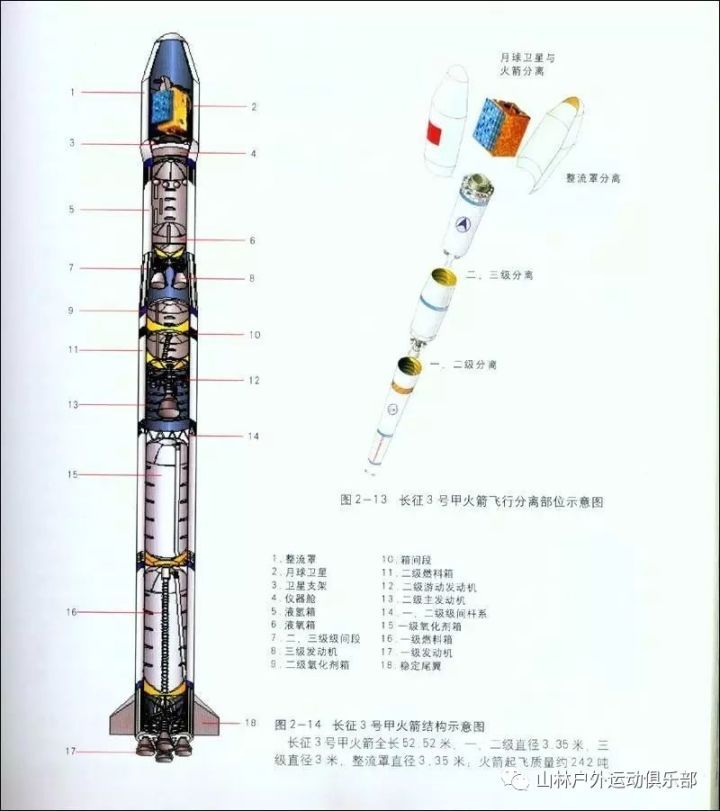 月球卫星与
火箭分离
整流罩分离
二、三级分离
一、二级分离
图2-13 长征3号甲火箭飞行分离部位示意图
1
2
3
4
5
6
7
8
9
10
11
12
13
14
15
16
18
17
1. 整流罩
2. 月球卫星
3. 卫星支架
4. 仪器舱
5 液氢箱
6 液氧箱
7 二、三级级间段
8. 三级发动机
9. 二级氧化剂箱
10. 箱间段
11. 二级燃料箱
12. 二级游动发动机
13. 二级主发动机
14. 一、二级级间杆系
15 一级氧化剂箱
16. 一级燃料箱
17. 一级发动机
18. 稳定尾翼
图2-14 长征3号甲火箭结构示意图
长征3号甲火箭全长52.52米、一、二级直径3.35米、三
级直径3米、整流罩直径3.35米；火箭起飞质量约242吨
山林户外运动俱乐部